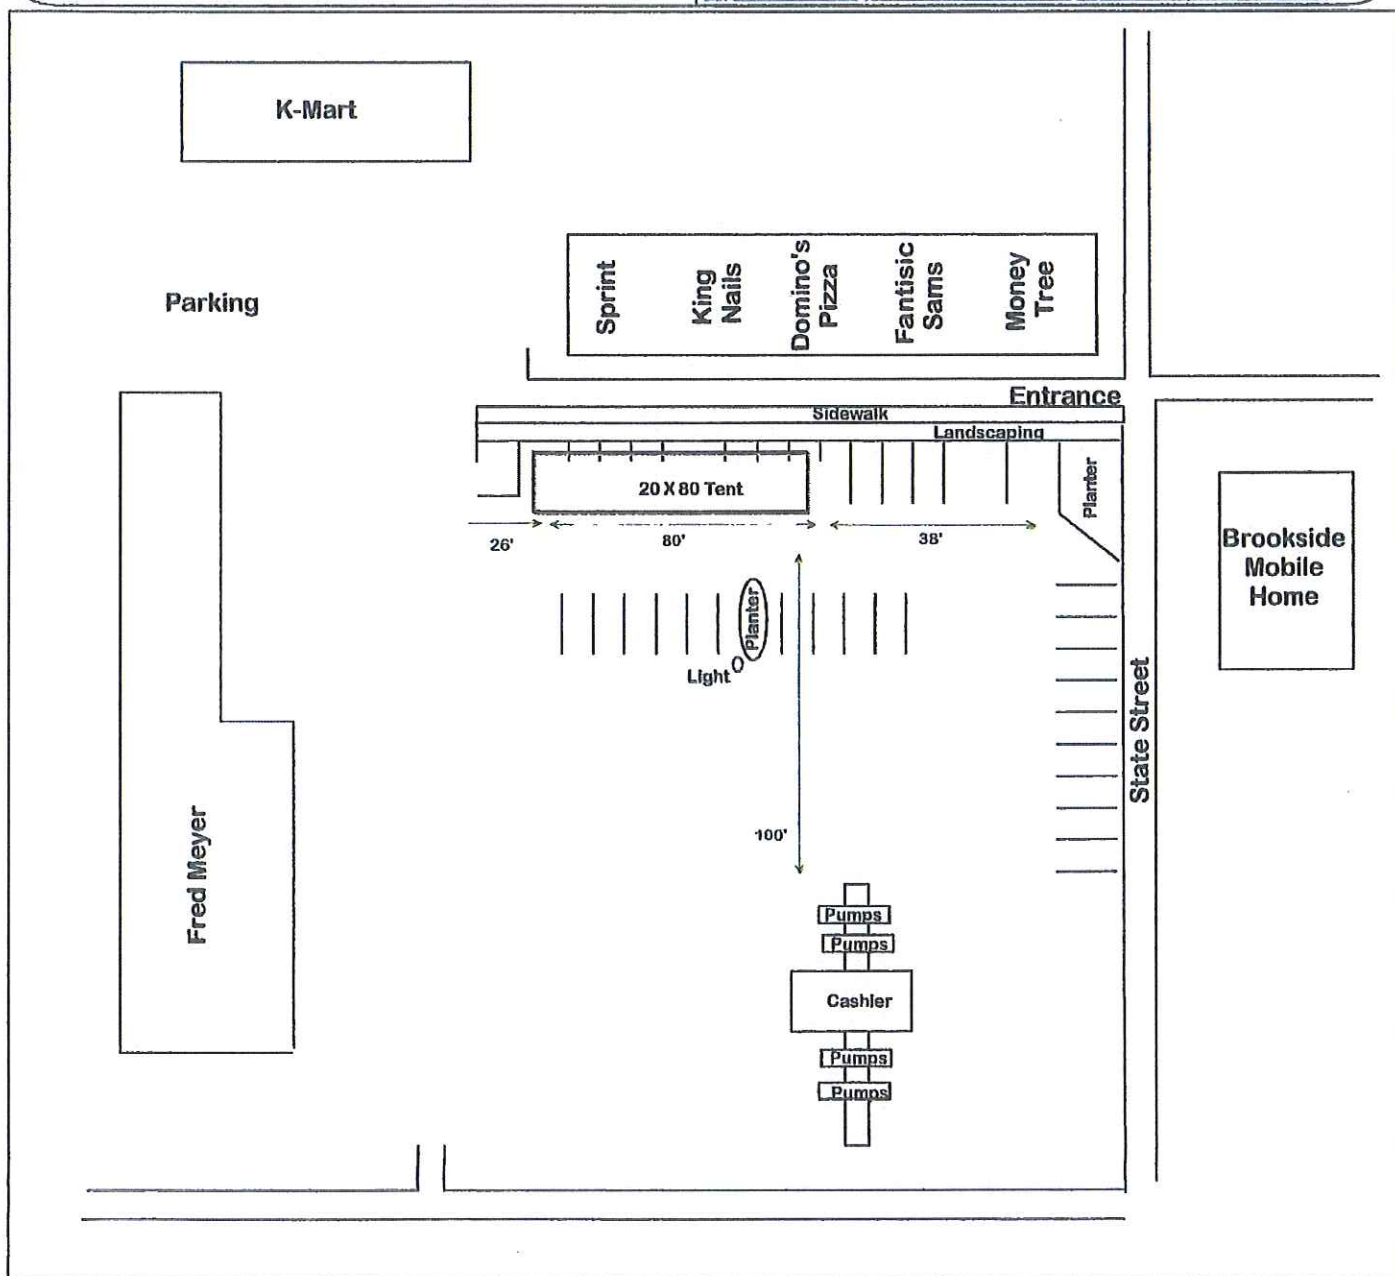 K-Mart
Parking
Sprint
King
Nails
Domino's
Pizza
Fantisic
Sams
Money
Tree
Entrance
Sidewalk
Landscaping
20 X 80 Tent
Planter
26'
80'
38'
Brookside
Mobile
Home
Planter
Light
State Street
100'
Fred Meyer
Pumps
Pumps
Cashier
Pumps
Pumps